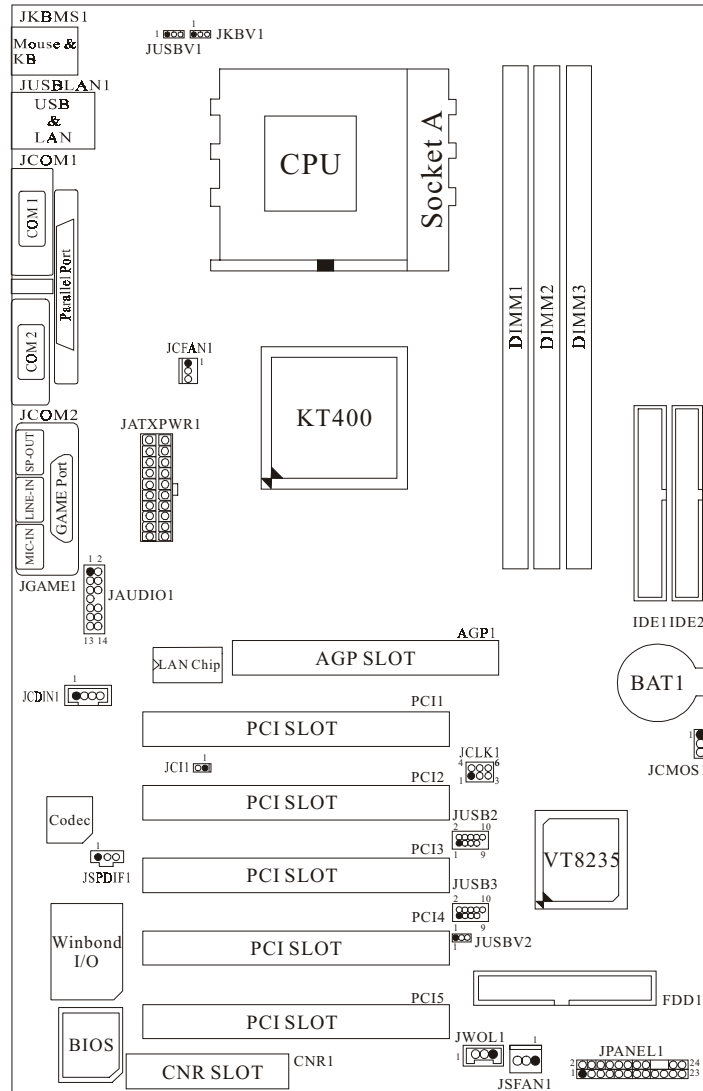 JKBMS1
Mouse &
KB
1
1
JKBV1
JUSBV1
JUSBLAN1
USB
&
LAN
JCOM1
COM 1
Parallel Port
COM 2
JCOM2
CPU
Socket A
DIMM1
DIMM2
DIMM3
JCFAN1
1
KT400
JATXPWR1
SP-OUT
LINE-IN
MIC-IN
GAME Port
JGAME1
1 2
JAUDIO1
13 14
IDE1
IDE2
AGP1
LAN Chip
AGP SLOT
BAT1
1
JCDIN1
PCI1
PCI SLOT
1
JCMOS1
JCI1
JCLK1
4
6
1
3
PCI2
PCI SLOT
Codec
JUSB2
2
10
1
9
VT8235
PCI3
1
JSPDIF1
PCI SLOT
JUSB3
2
10
1
9
PCI4
1
JUSBV2
Winbond
I/O
PCI SLOT
FDD1
PCI5
PCI SLOT
BIOS
CNR1
CNR SLOT
JWOL1
1
1
JSFAN1
JPANEL1
2
24
1
23